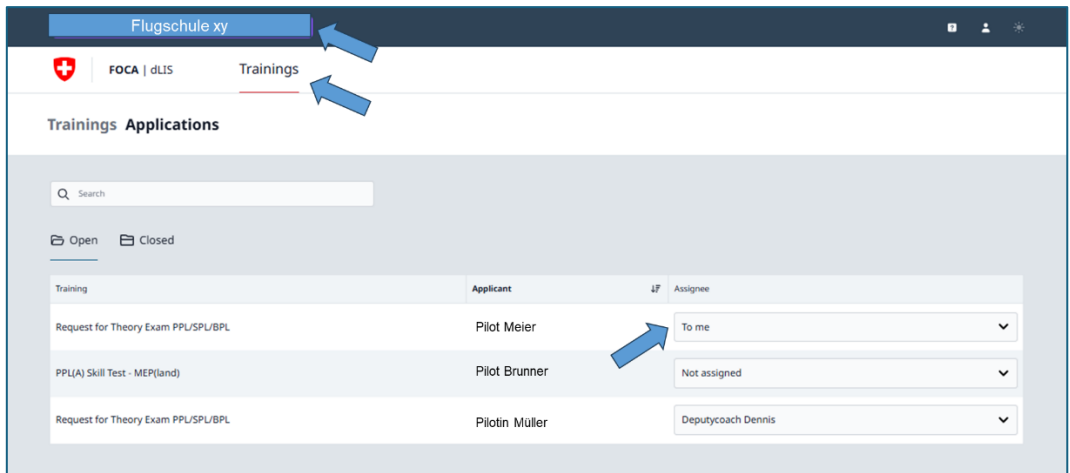 Flugschule xy
FOCA | dLIS Trainings
Trainings Applications
Search
Open Closed
Training Applicant Assignee
Request for Theory Exam PPL/SPL/BPL Pilot Meier To me
PPL(A) Skill Test - MEP(land) Pilot Brunner Not assigned
Request for Theory Exam PPL/SPL/BPL Pilotin Müller Deputycoach Dennis